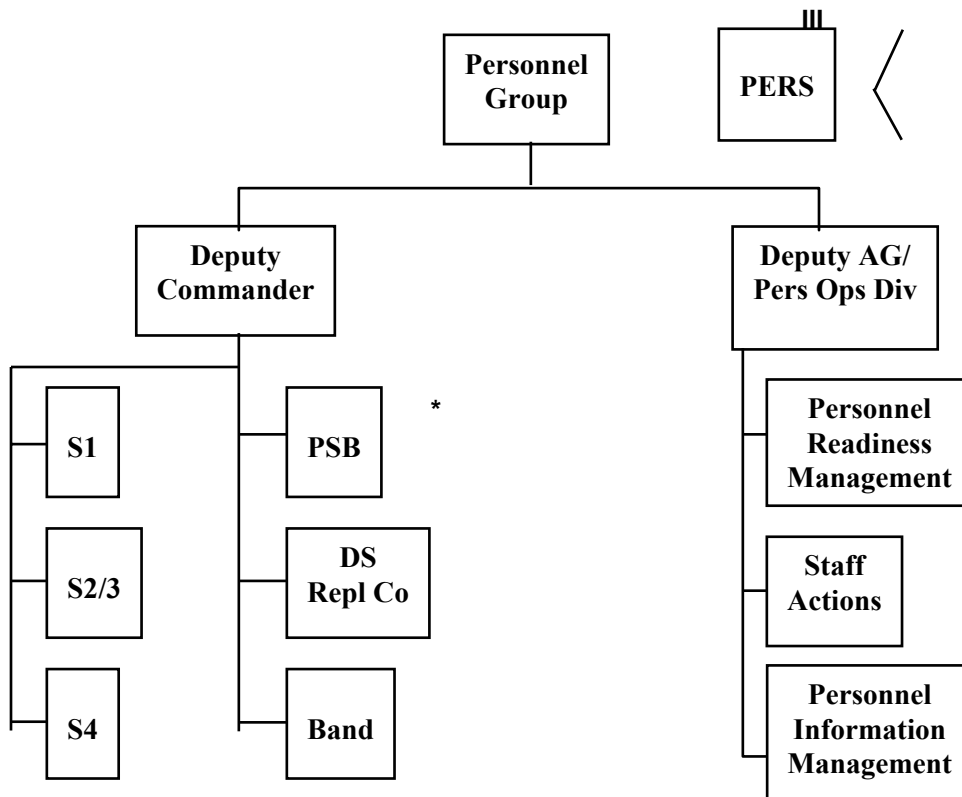 III
Personnel
Group
PERS
Deputy
Commander
Deputy AG/
Pers Ops Div
S1
PSB
*
Personnel
Readiness
Management
S2/3
DS
Repl Co
Staff
Actions
S4
Band
Personnel
Information
Management